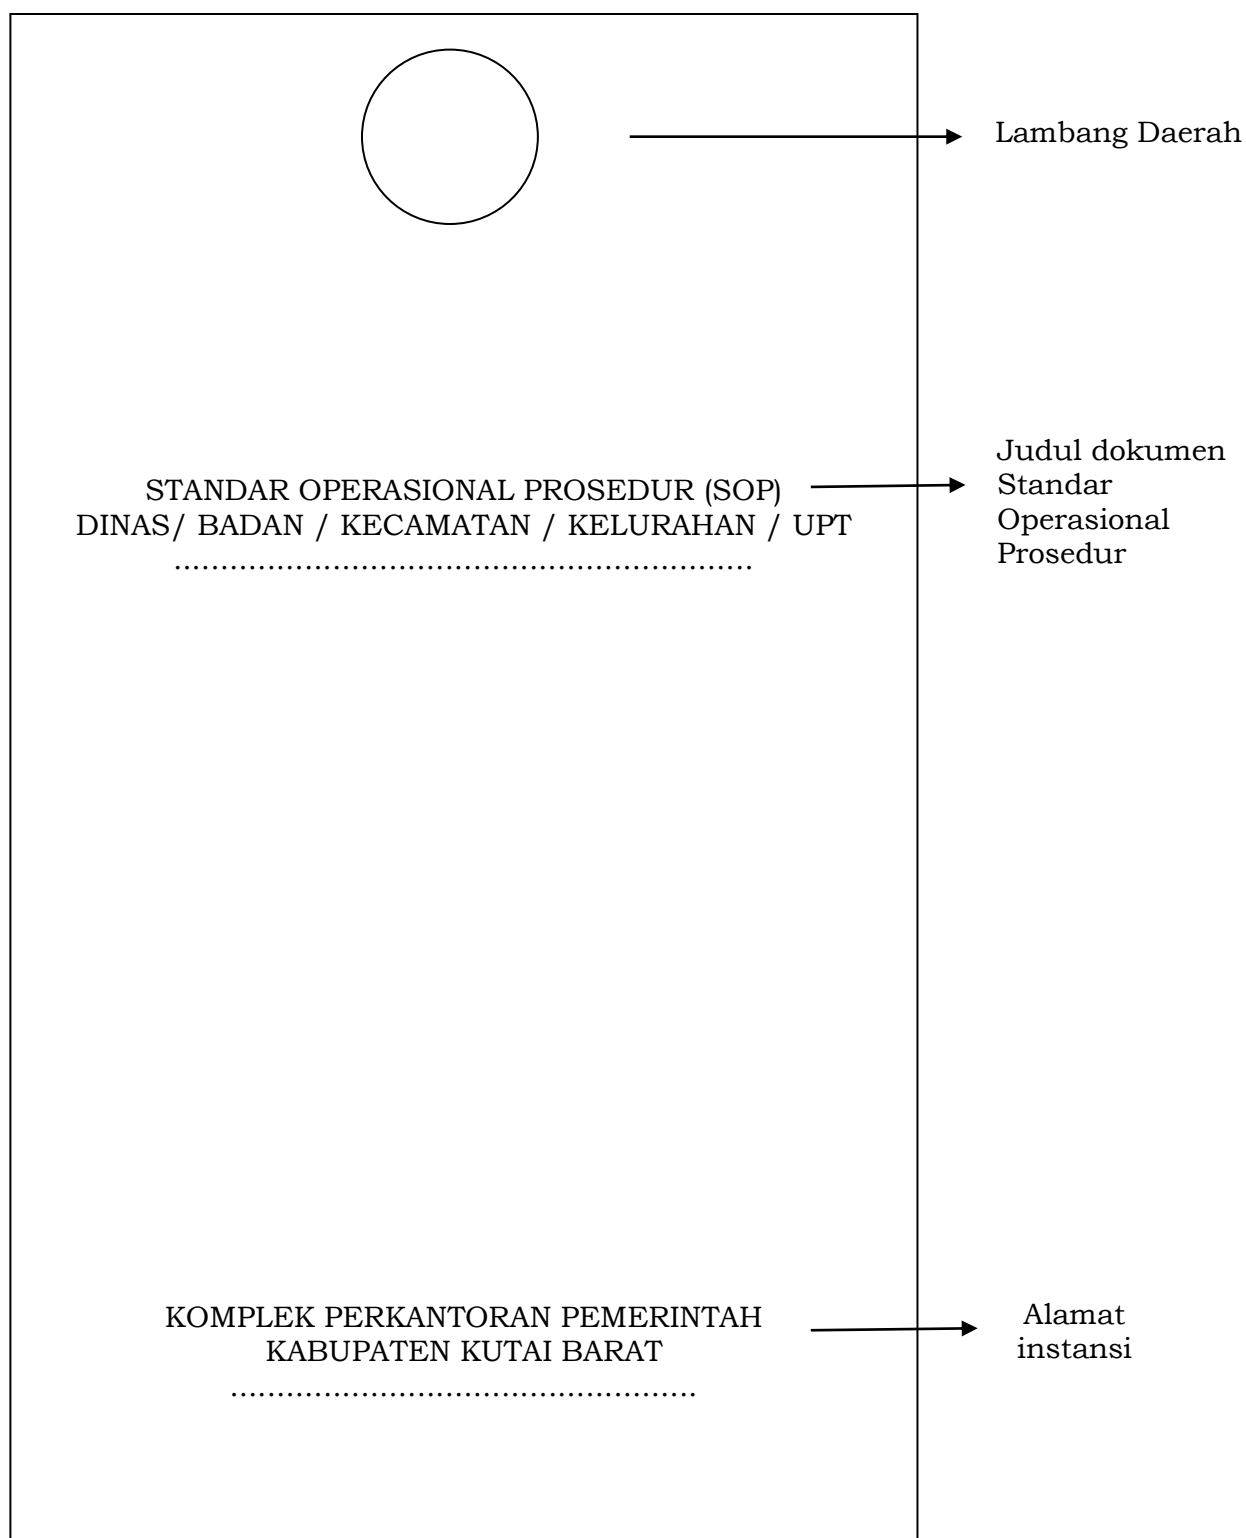 Lambang Daerah
STANDAR OPERASIONAL PROSEDUR (SOP)
DINAS/ BADAN / KECAMATAN / KELURAHAN / UPT
...............................................................
Judul dokumen
Standar
Operasional
Prosedur
KOMPLEK PERKANTORAN PEMERINTAH
KABUPATEN KUTAI BARAT
..................................................
Alamat
instansi